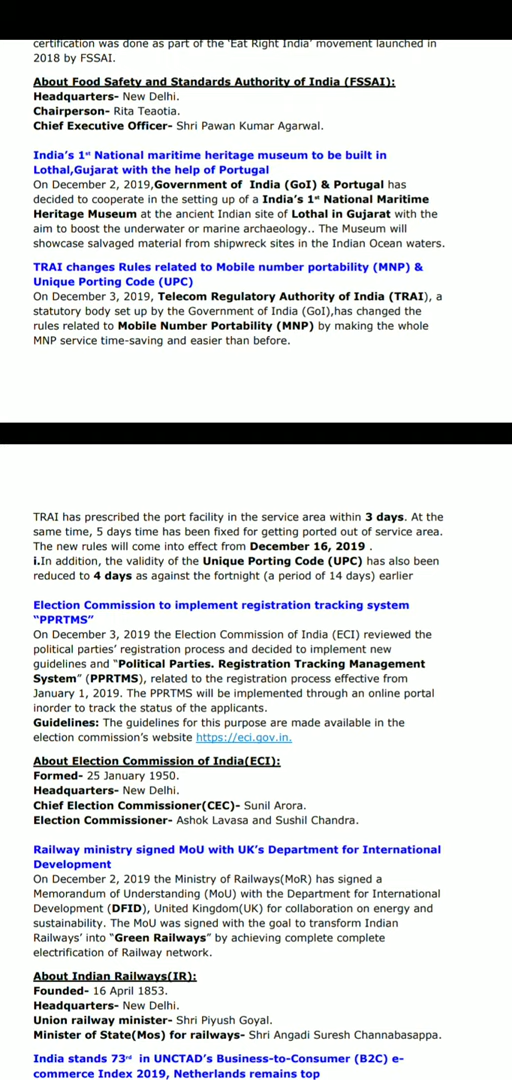 certification was done as part of the 'Eat Right India' movement launched in
2018 by FSSAI.
About Food Safety and Standards Authority of India (FSSAI):
Headquarters- New Delhi.
Chairperson- Rita Teaotia.
Chief Executive Officer- Shri Pawan Kumar Agarwal.
India's 1st National maritime heritage museum to be built in
Lothal,Gujarat with the help of Portugal
On December 2, 2019,Government of India (GoI) & Portugal has
decided to cooperate in the setting up of a India's 1st National Maritime
Heritage Museum at the ancient Indian site of Lothal in Gujarat with the
aim to boost the underwater or marine archaeology.. The Museum will
showcase salvaged material from shipwreck sites in the Indian Ocean waters.
TRAI changes Rules related to Mobile number portability (MNP) &
Unique Porting Code (UPC)
On December 3, 2019, Telecom Regulatory Authority of India (TRAI), a
statutory body set up by the Government of India (GoI),has changed the
rules related to Mobile Number Portability (MNP) by making the whole
MNP service time-saving and easier than before.
TRAI has prescribed the port facility in the service area within 3 days. At the
same time, 5 days time has been fixed for getting ported out of service area.
The new rules will come into effect from December 16, 2019 .
i.In addition, the validity of the Unique Porting Code (UPC) has also been
reduced to 4 days as against the fortnight (a period of 14 days) earlier
Election Commission to implement registration tracking system
"PPRTMS"
On December 3, 2019 the Election Commission of India (ECI) reviewed the
political parties' registration process and decided to implement new
guidelines and "Political Parties. Registration Tracking Management
System" (PPRTMS), related to the registration process effective from
January 1, 2019. The PPRTMS will be implemented through an online portal
inorder to track the status of the applicants.
Guidelines: The guidelines for this purpose are made available in the
election commission's website https://eci.gov.in.
About Election Commission of India(ECI):
Formed- 25 January 1950.
Headquarters- New Delhi.
Chief Election Commissioner(CEC)- Sunil Arora.
Election Commissioner- Ashok Lavasa and Sushil Chandra.
Railway ministry signed MoU with UK's Department for International
Development
On December 2, 2019 the Ministry of Railways(MoR) has signed a
Memorandum of Understanding (MoU) with the Department for International
Development (DFID), United Kingdom(UK) for collaboration on energy and
sustainability. The MoU was signed with the goal to transform Indian
Railways' into "Green Railways" by achieving complete complete
electrification of Railway network.
About Indian Railways(IR):
Founded- 16 April 1853.
Headquarters- New Delhi.
Union railway minister- Shri Piyush Goyal.
Minister of State(Mos) for railways- Shri Angadi Suresh Channabasappa.
India stands 73rd in UNCTAD's Business-to-Consumer (B2C) e-
commerce Index 2019, Netherlands remains top